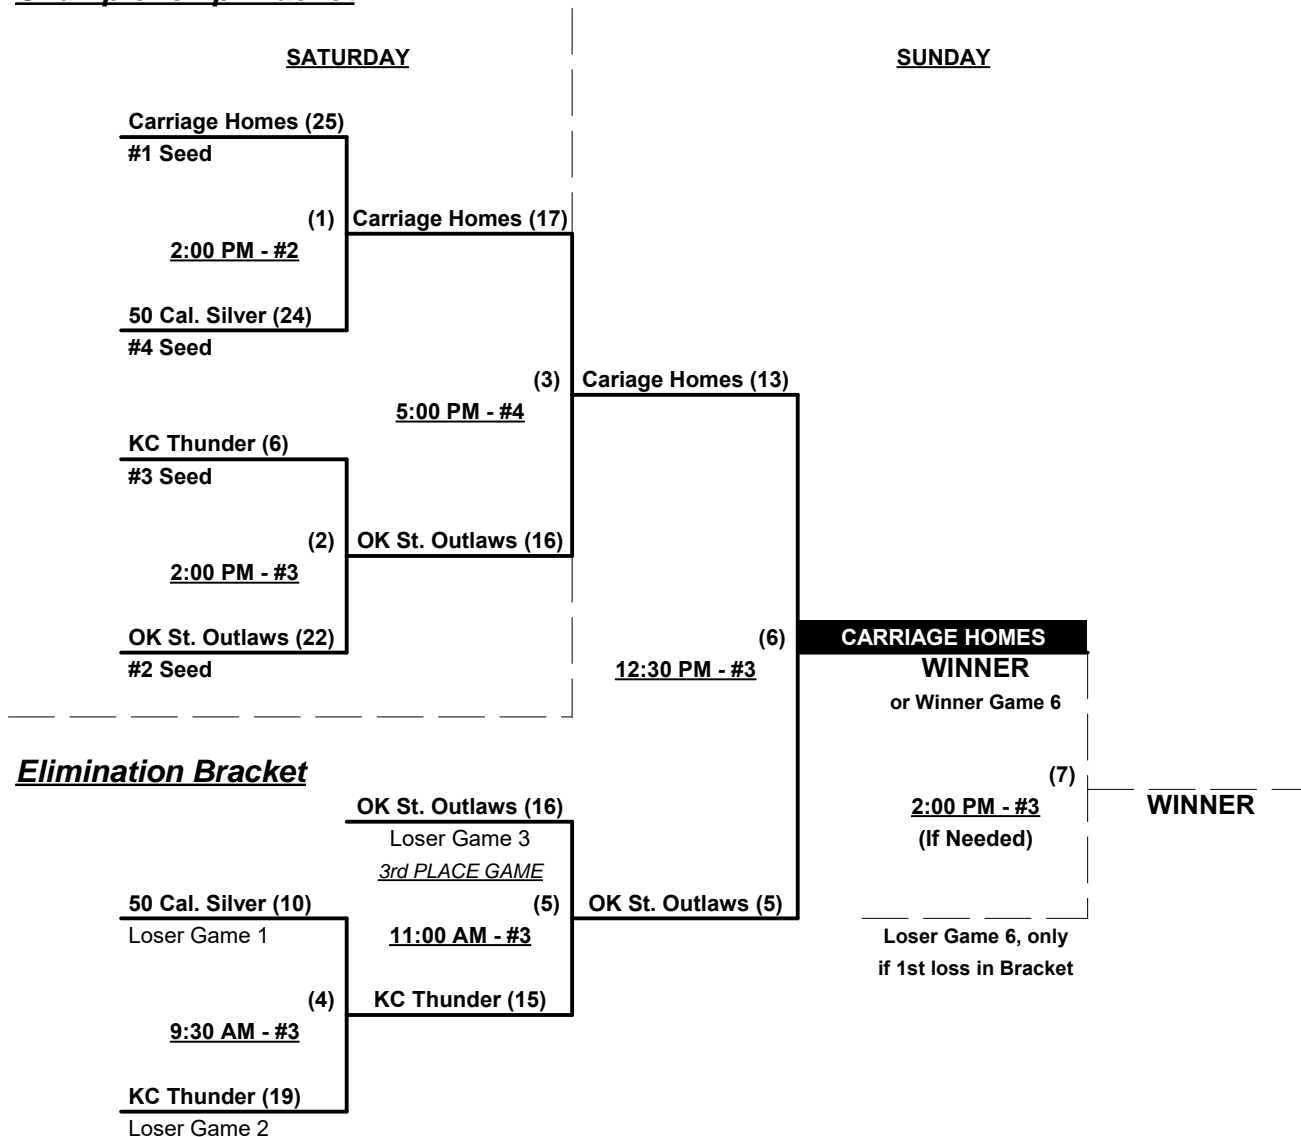 SATURDAY
SUNDAY
Carriage Homes (25)
#1 Seed
(1)
Carriage Homes (17)
2:00 PM - #2
50 Cal. Silver (24)
#4 Seed
(3)
Cariage Homes (13)
5:00 PM - #4
KC Thunder (6)
#3 Seed
(2)
OK St. Outlaws (16)
2:00 PM - #3
OK St. Outlaws (22)
#2 Seed
(6)
CARRIAGE HOMES
12:30 PM - #3
WINNER
or Winner Game 6
Elimination Bracket
(7)
OK St. Outlaws (16)
2:00 PM - #3
WINNER
Loser Game 3
(If Needed)
3rd PLACE GAME
50 Cal. Silver (10)
(5)
OK St. Outlaws (5)
Loser Game 1
11:00 AM - #3
Loser Game 6, only
if 1st loss in Bracket
(4)
KC Thunder (15)
9:30 AM - #3
KC Thunder (19)
Loser Game 2